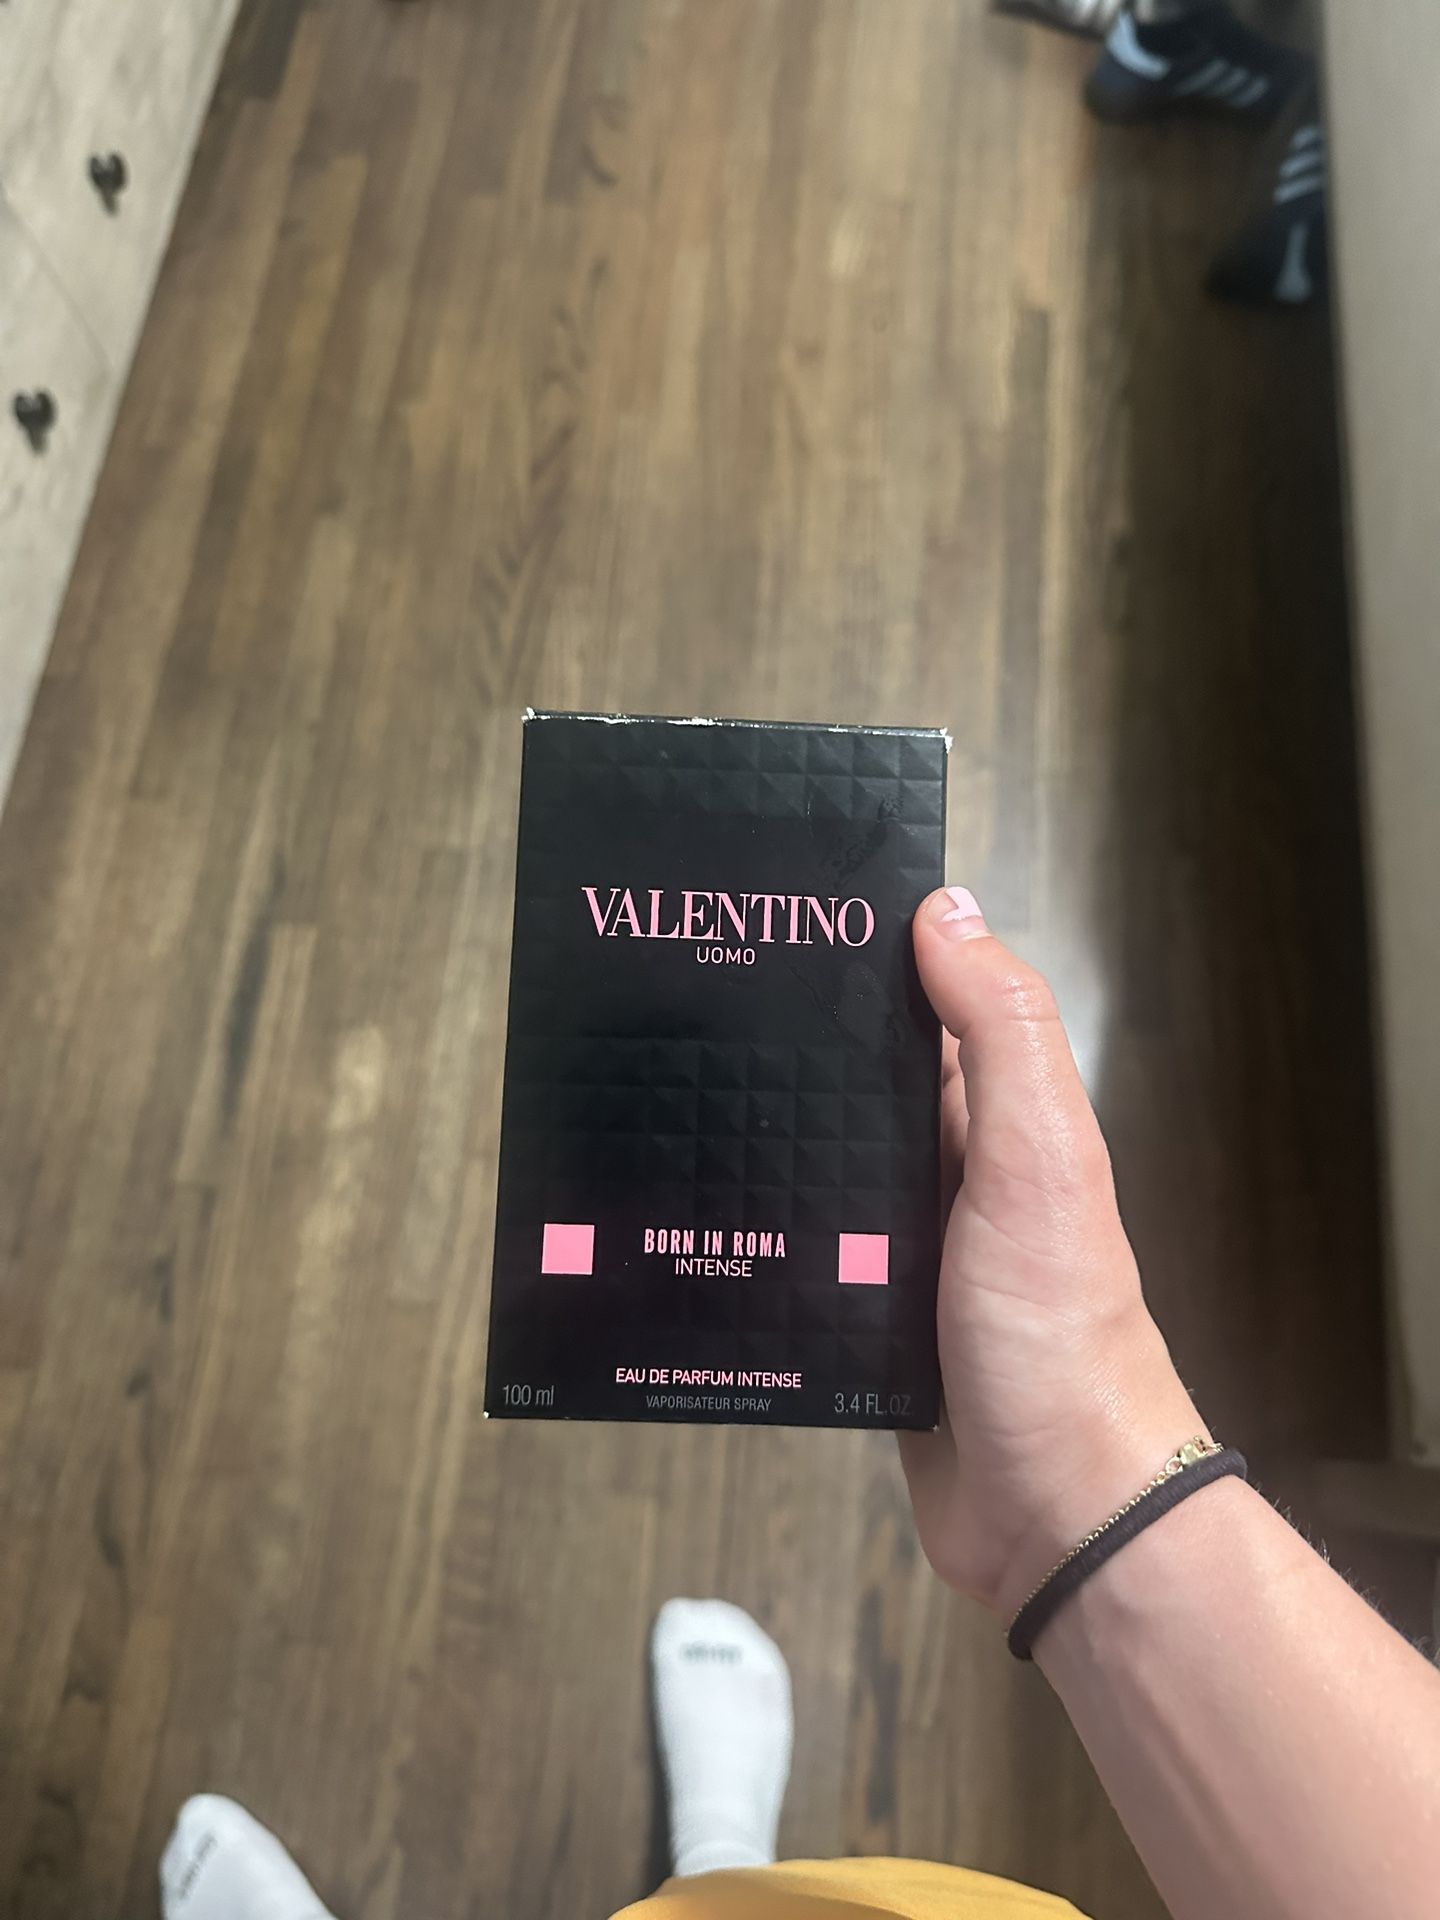 VALENTINO
UOMO
BORN IN ROMA
INTENSE
EAU DE PARFUM INTENSE
100 ml VAPORISATEUR SPRAY 3.4 FL.OZ.